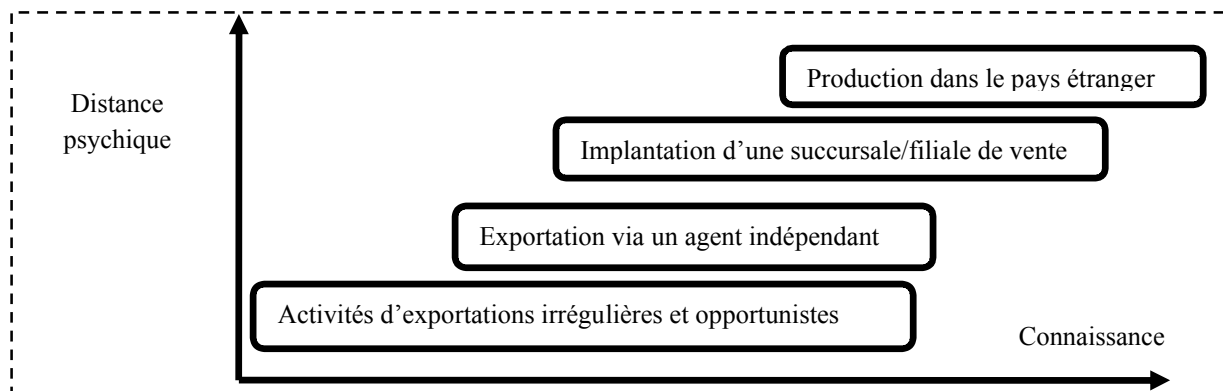 Production dans le pays étranger
Distance
psychique
Implantation d’une succursale/filiale de vente
Exportation via un agent indépendant
Activités d’exportations irrégulières et opportunistes
Connaissance